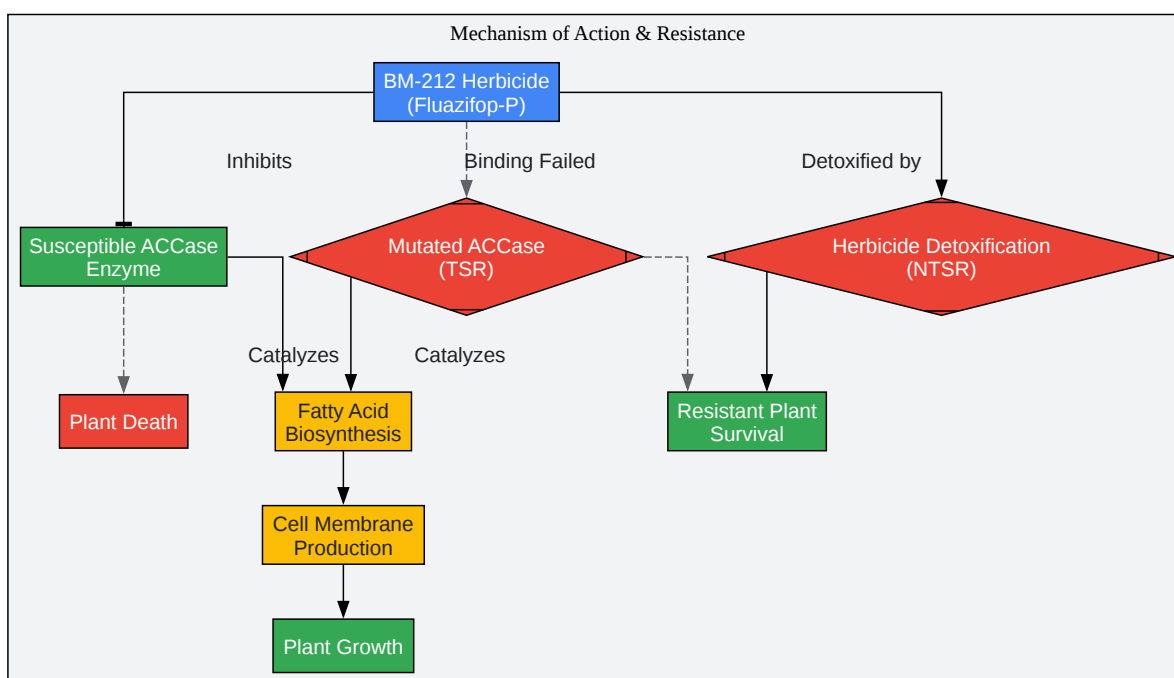 Mechanism of Action & Resistance
BM-212 Herbicide
(Fluazifop-P)
Inhibits
Binding Failed
Detoxified by
Susceptible ACCase
Enzyme
Mutated ACCase
(TSR)
Herbicide Detoxification
(NTSR)
Catalyzes
Catalyzes
Plant Death
Fatty Acid
Biosynthesis
Resistant Plant
Survival
Cell Membrane
Production
Plant Growth